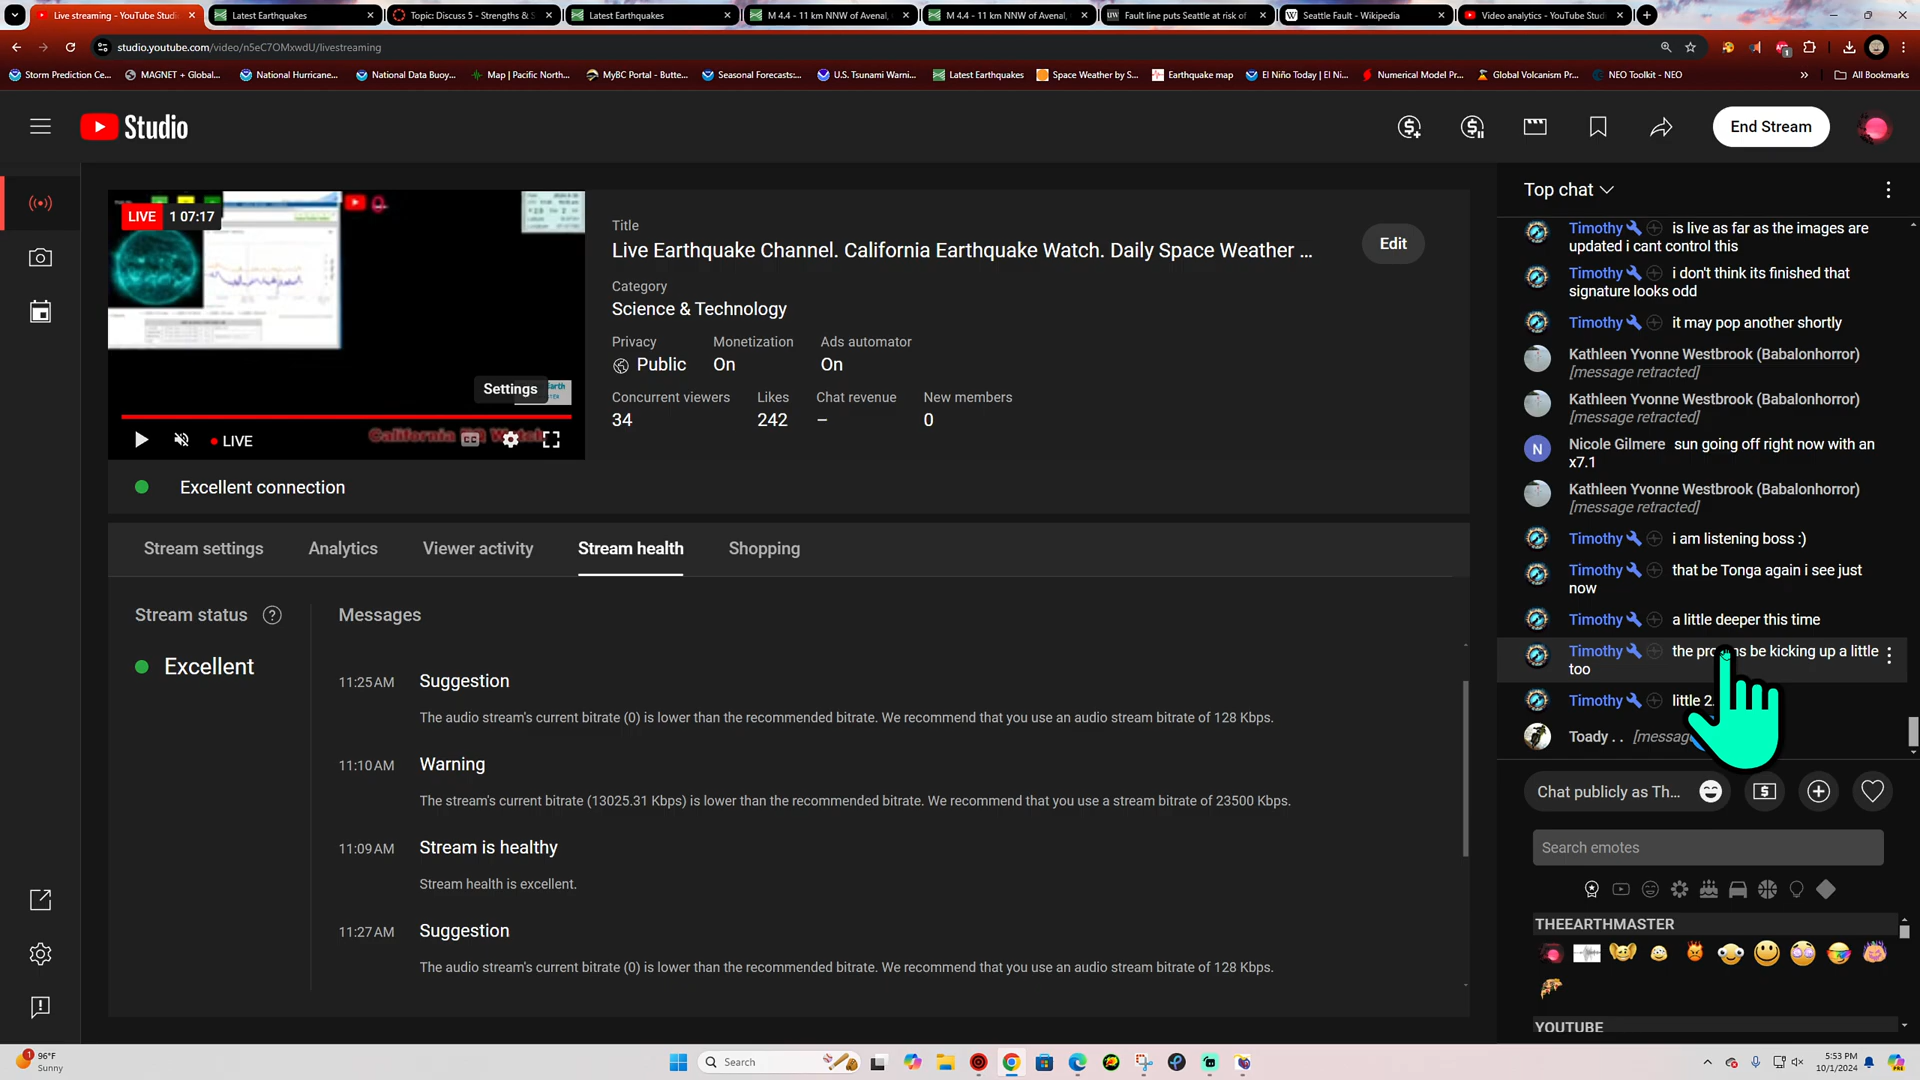 Live streaming - YouTube Studi
Latest Earthquakes
Topic: Discuss 5 - Strengths & S
Latest Earthquakes
M 4.4 - 11 km NNW of Avenal,
M 4.4 - 11 km NNW of Avenal,
Fault line puts Seattle at risk of
Seattle Fault - Wikipedia
Video analytics - YouTube Stud
studio.youtube.com/video/n5eC7OMxwdU/livestreaming
Storm Prediction Ce...
MAGNET + Global...
National Hurricane...
National Data Buoy...
Map | Pacific North...
MyBC Portal - Butte...
Seasonal Forecasts:...
U.S. Tsunami Warni...
Latest Earthquakes
Space Weather by S...
Earthquake map
El Niño Today | El Ni...
Numerical Model Pr...
Global Volcanism Pr...
NEO Toolkit - NEO
All Bookmarks
Studio
End Stream
LIVE 1 07:17
Settings
LIVE
California EQ Watch
Title
Live Earthquake Channel. California Earthquake Watch. Daily Space Weather ...
Edit
Category
Science & Technology
Privacy Monetization Ads automator
Public On On
Concurrent viewers Likes Chat revenue New members
34 242 – 0
Excellent connection
Stream settings Analytics Viewer activity Stream health Shopping
Stream status
Excellent
Messages
11:25 AM Suggestion
The audio stream's current bitrate (0) is lower than the recommended bitrate. We recommend that you use an audio stream bitrate of 128 Kbps.
11:10 AM Warning
The stream's current bitrate (13025.31 Kbps) is lower than the recommended bitrate. We recommend that you use a stream bitrate of 23500 Kbps.
11:09 AM Stream is healthy
Stream health is excellent.
11:27 AM Suggestion
The audio stream's current bitrate (0) is lower than the recommended bitrate. We recommend that you use an audio stream bitrate of 128 Kbps.
Top chat
Timothy is live as far as the images are
updated i cant control this
Timothy i don't think its finished that
signature looks odd
Timothy it may pop another shortly
Kathleen Yvonne Westbrook (Babalonhorror)
[message retracted]
Kathleen Yvonne Westbrook (Babalonhorror)
[message retracted]
N
Nicole Gilmere sun going off right now with an
x7.1
Kathleen Yvonne Westbrook (Babalonhorror)
[message retracted]
Timothy i am listening boss :)
Timothy that be Tonga again i see just
now
Timothy a little deeper this time
Timothy the be kicking up a little
too
Timothy little 2.
Toady . . [messag
Chat publicly as Th...
Search emotes
THEEARTHMASTER
YOUTUBE
96°F
Sunny
Search
5:53 PM
10/1/2024